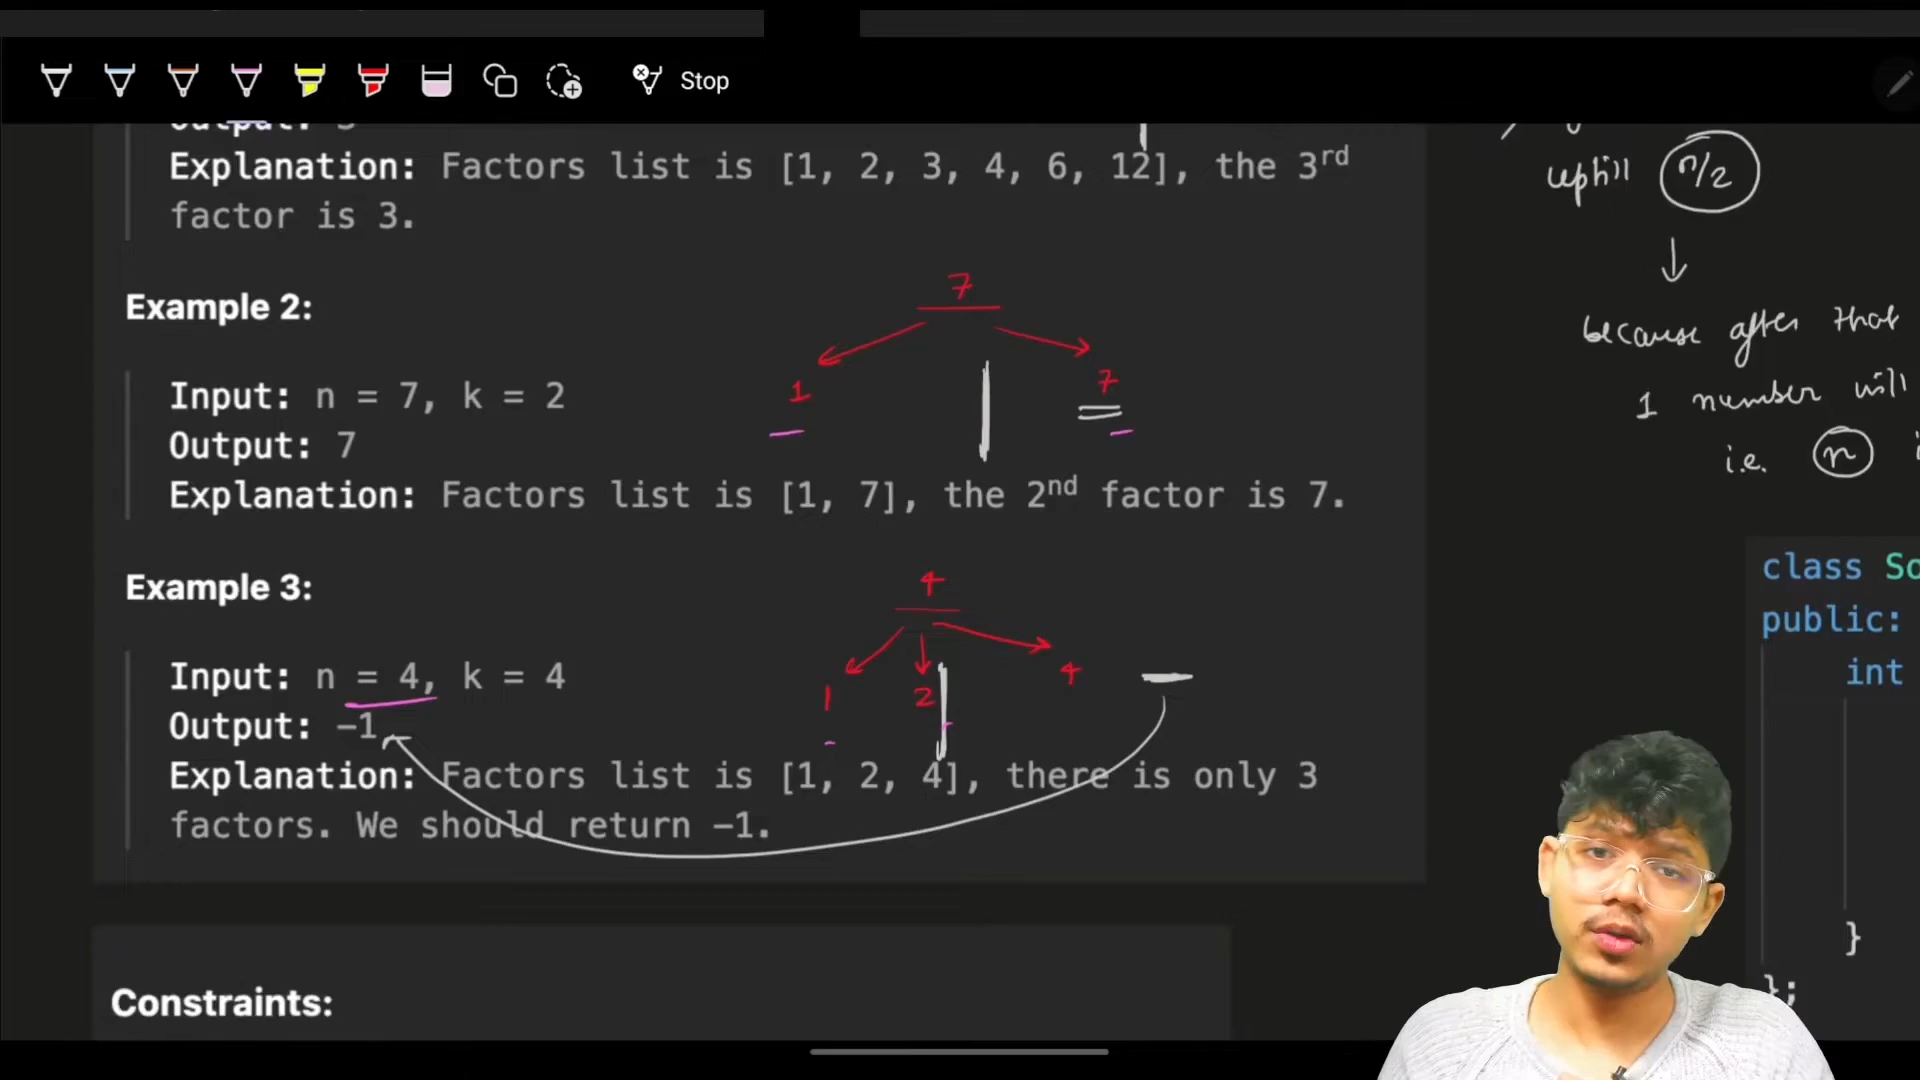 Stop
Output: 3
Explanation: Factors list is [1, 2, 3, 4, 6, 12], the 3rd
factor is 3.
Example 2:
Input: n = 7, k = 2
Output: 7
Explanation: Factors list is [1, 7], the 2nd factor is 7.
7
1 7
Example 3:
Input: n = 4, k = 4
Output: -1
Explanation: Factors list is [1, 2, 4], there is only 3
factors. We should return -1.
4
1 2 4
Constraints:
uptill n/2
because after that
1 number will
i.e. n
class So
public:
int
}
};